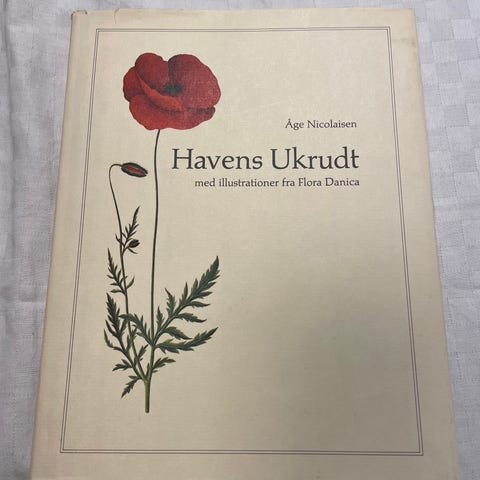 Åge Nicolaisen
Havens Ukrudt
med illustrationer fra Flora Danica